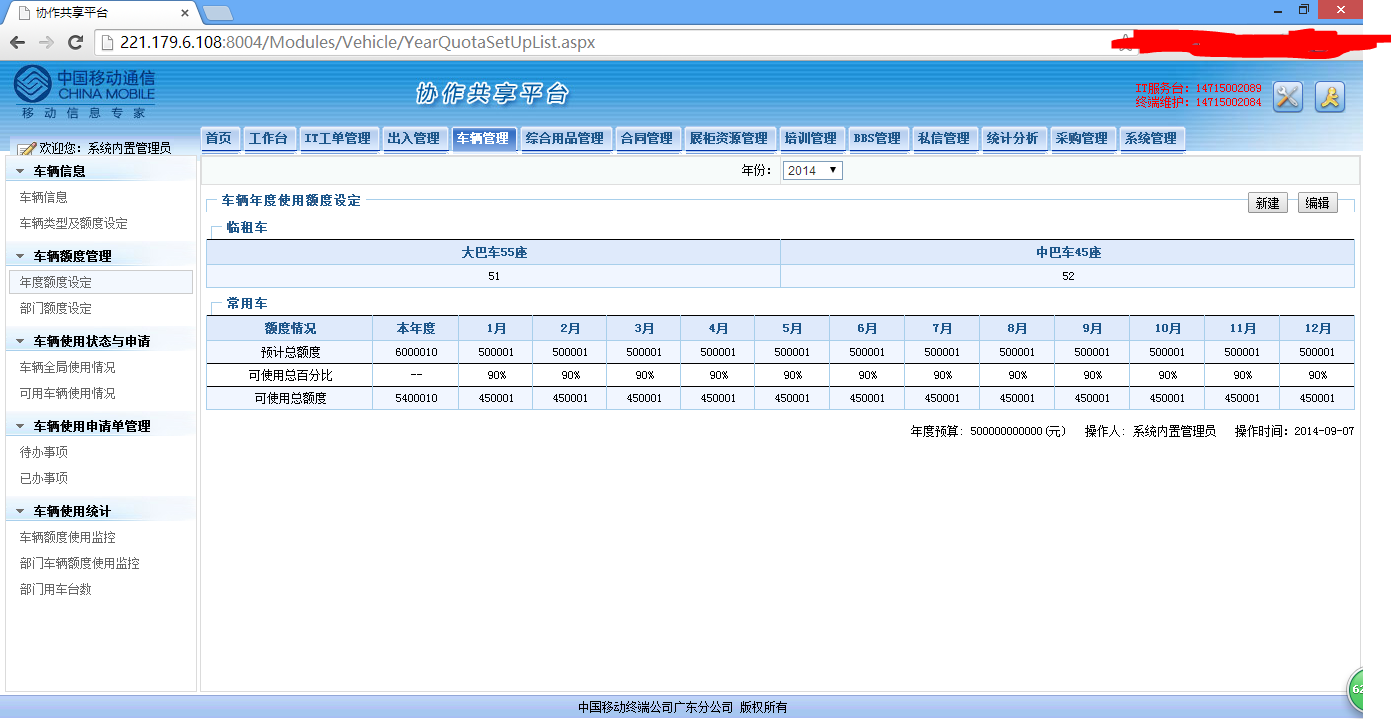 协作共享平台
221.179.6.108:8004/Modules/Vehicle/YearQuotaSetUpList.aspx
中国移动通信
CHINA MOBILE
移动信息专家
协作共享平台
IT服务台: 14715002089
终端维护: 14715002084
欢迎您: 系统内置管理员
首页 工作台 IT工单管理 出入管理 车辆管理 综合用品管理 合同管理 展柜资源管理 培训管理 BBS管理 私信管理 统计分析 采购管理 系统管理
车辆信息
车辆信息
车辆类型及额度设定
车辆额度管理
年度额度设定
部门额度设定
车辆使用状态与申请
车辆全局使用情况
可用车辆使用情况
车辆使用申请单管理
待办事项
已办事项
车辆使用统计
车辆额度使用监控
部门车辆额度使用监控
部门用车台数
年份: 2014
车辆年度使用额度设定 新建 编辑
临租车
大巴车55座 中巴车45座
51 52
常用车
额度情况 本年度 1月 2月 3月 4月 5月 6月 7月 8月 9月 10月 11月 12月
预计总额度 6000010 500001 500001 500001 500001 500001 500001 500001 500001 500001 500001 500001 500001
可使用总百分比 -- 90% 90% 90% 90% 90% 90% 90% 90% 90% 90% 90% 90%
可使用总额度 5400010 450001 450001 450001 450001 450001 450001 450001 450001 450001 450001 450001 450001
年度预算: 500000000000(元) 操作人: 系统内置管理员 操作时间: 2014-09-07
中国移动终端公司广东分公司 版权所有